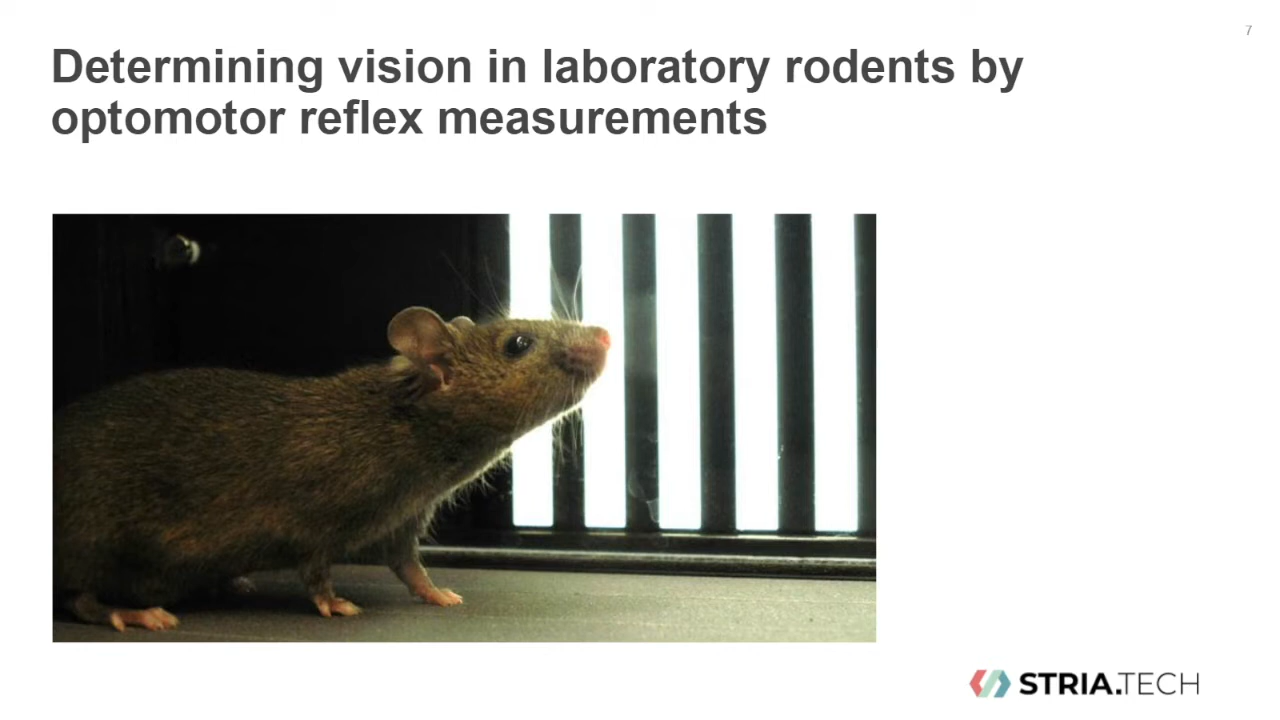 7
Determining vision in laboratory rodents by
optomotor reflex measurements
STRIA.TECH